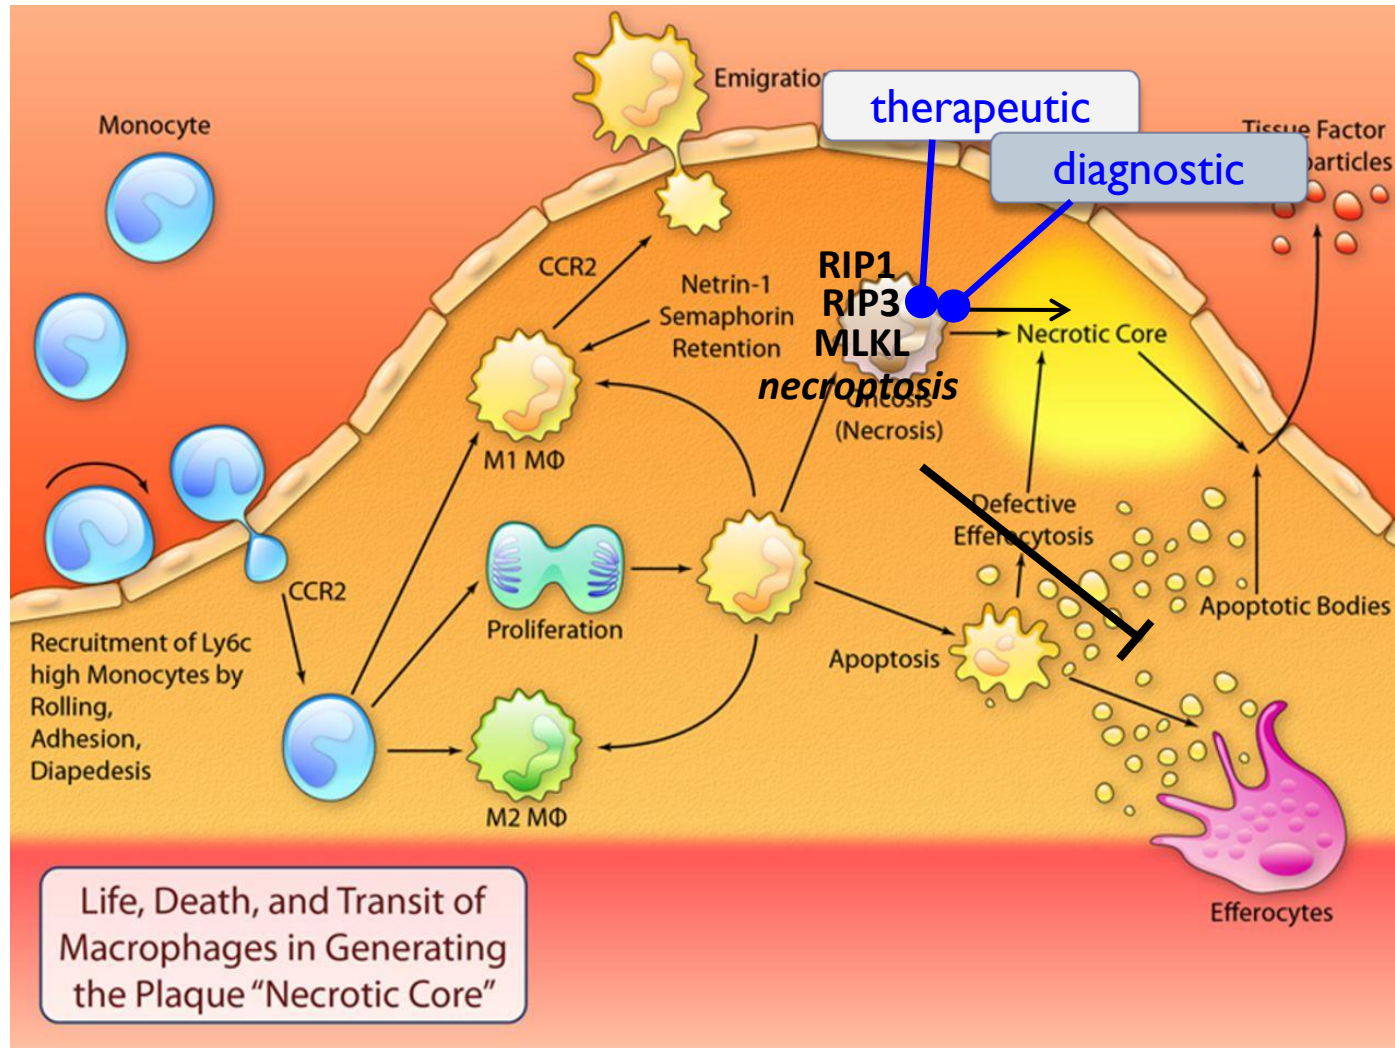 Emigratio
therapeutic
diagnostic
Monocyte
Tissue Factor
particles
CCR2
Netrin-1
Semaphorin
Retention
RIP1
RIP3
MLKL
necroptosis
Oncosis
(Necrosis)
Necrotic Core
M1 MΦ
Defective
Efferocytosis
CCR2
Proliferation
Apoptosis
Apoptotic Bodies
Recruitment of Ly6c
high Monocytes by
Rolling,
Adhesion,
Diapedesis
M2 MΦ
Efferocytes
Life, Death, and Transit of
Macrophages in Generating
the Plaque “Necrotic Core”